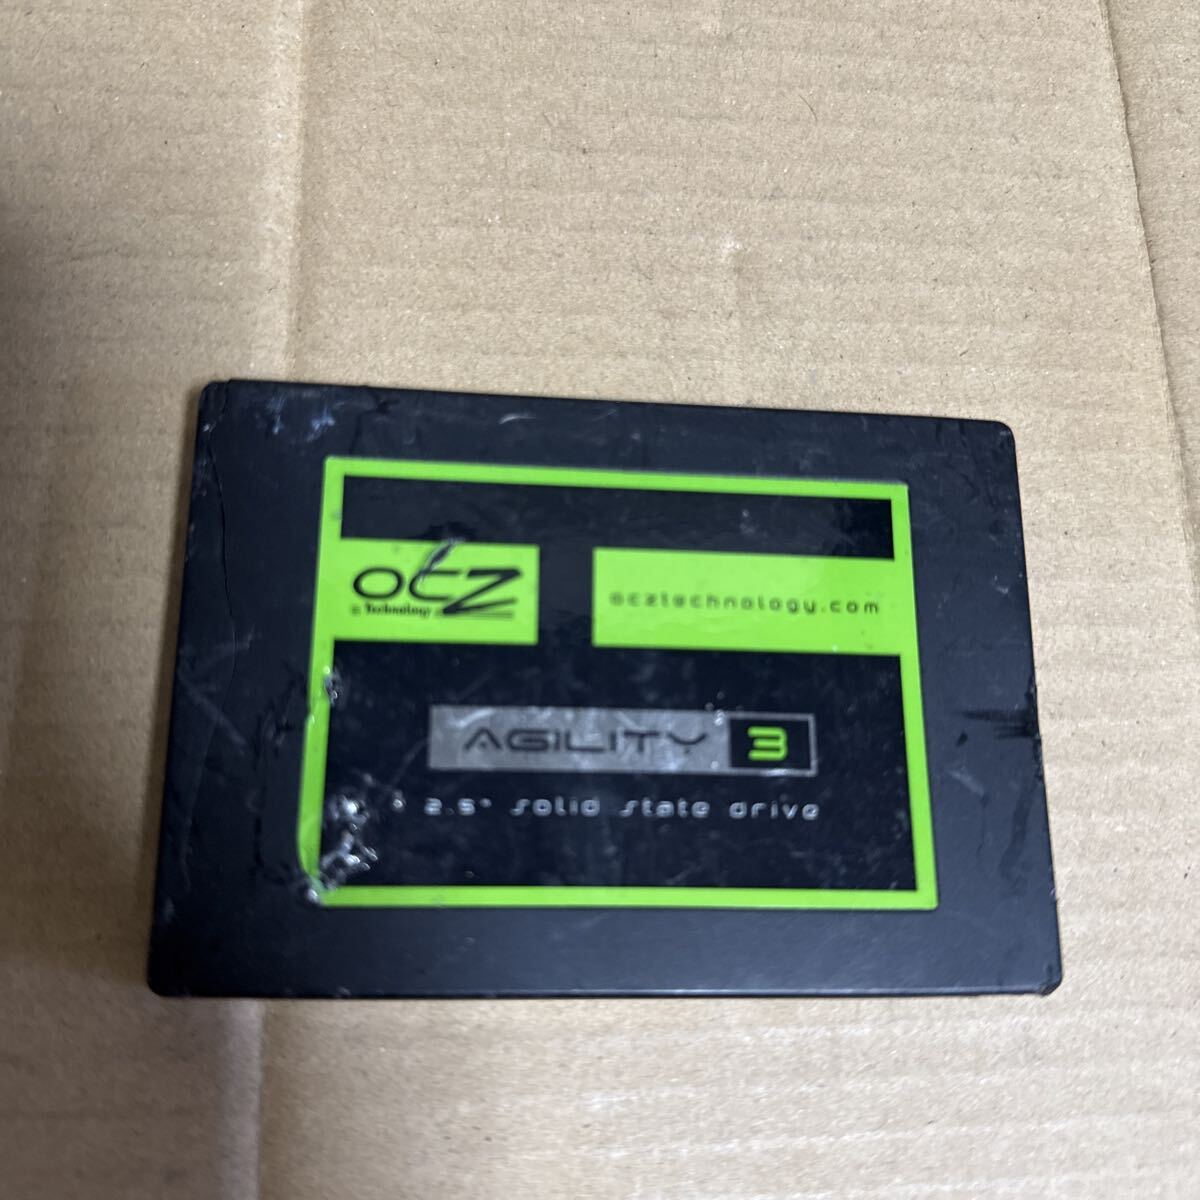 OCZ
Technology
ocztechnology.com
AGILITY 3
2.5" solid state drive